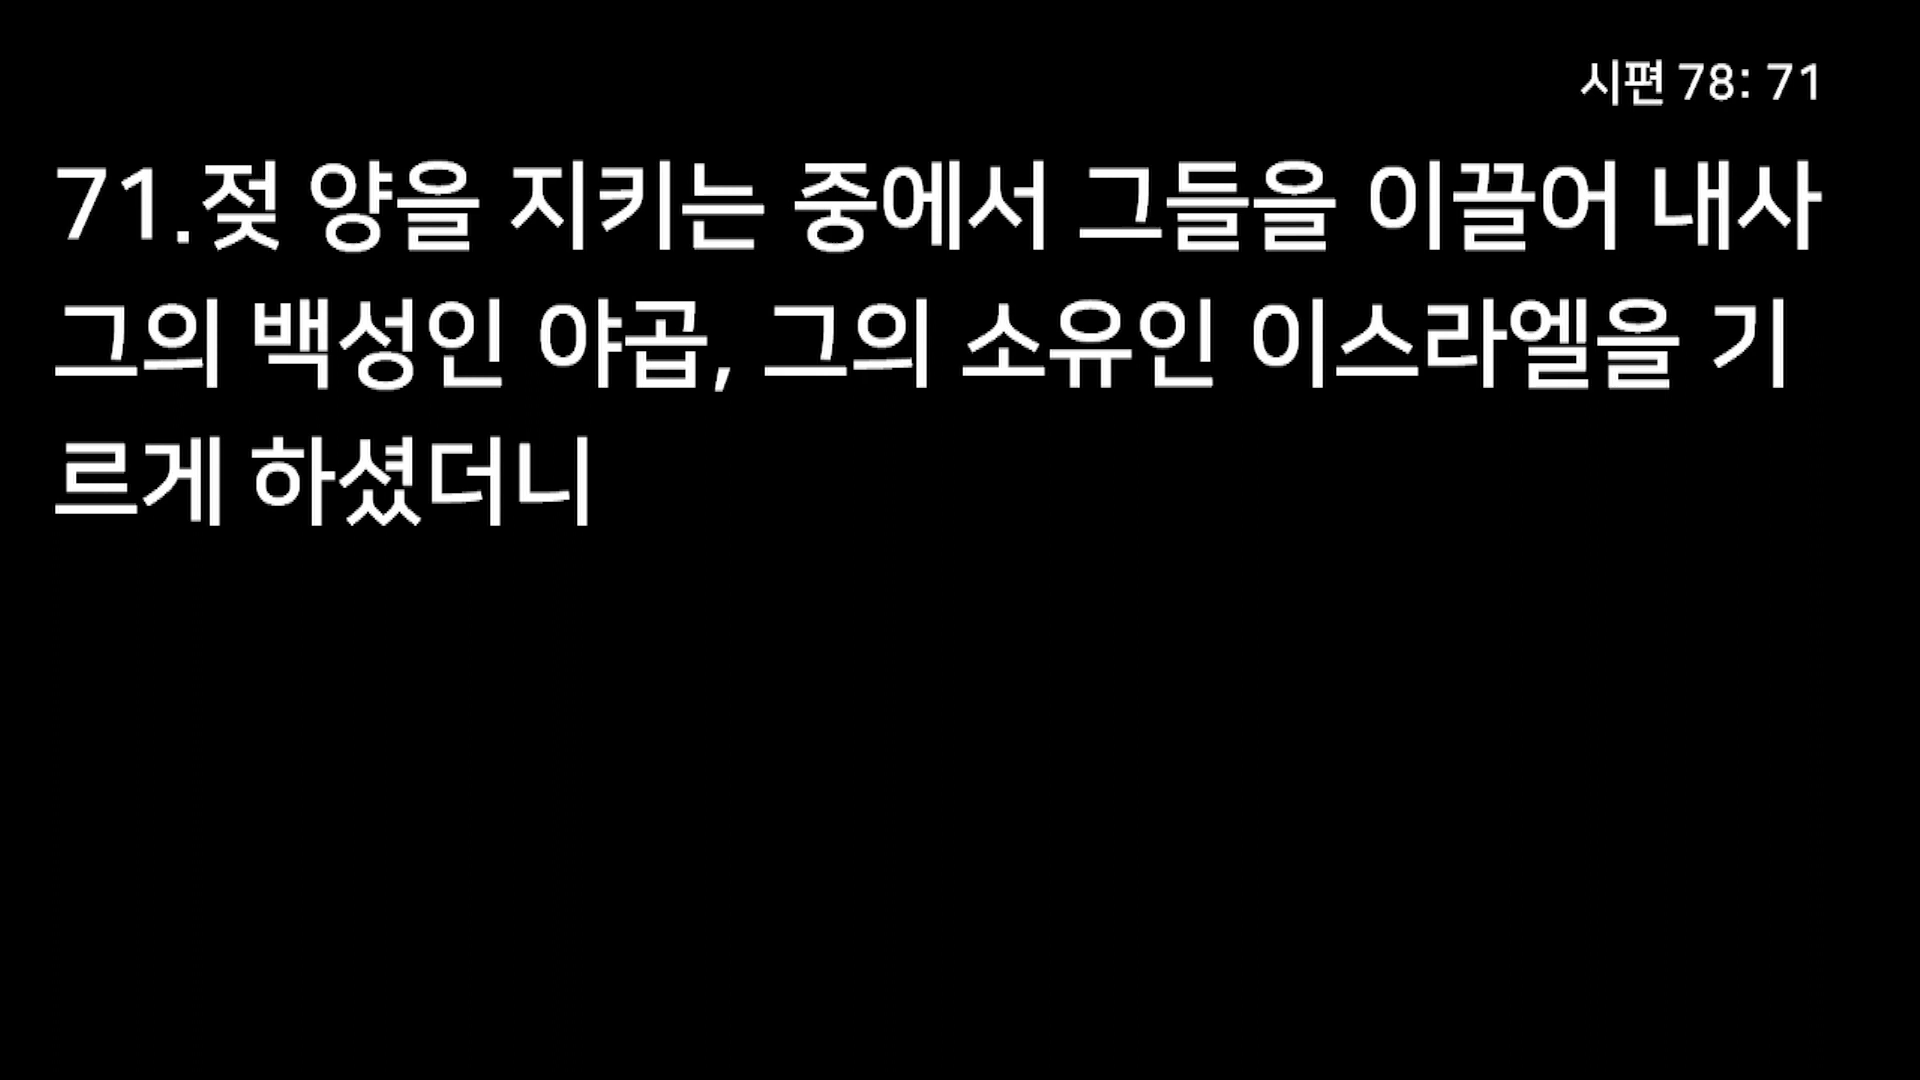 시편 78: 71
71.젖 양을 지키는 중에서 그들을 이끌어 내사
그의 백성인 야곱, 그의 소유인 이스라엘을 기
르게 하셨더니